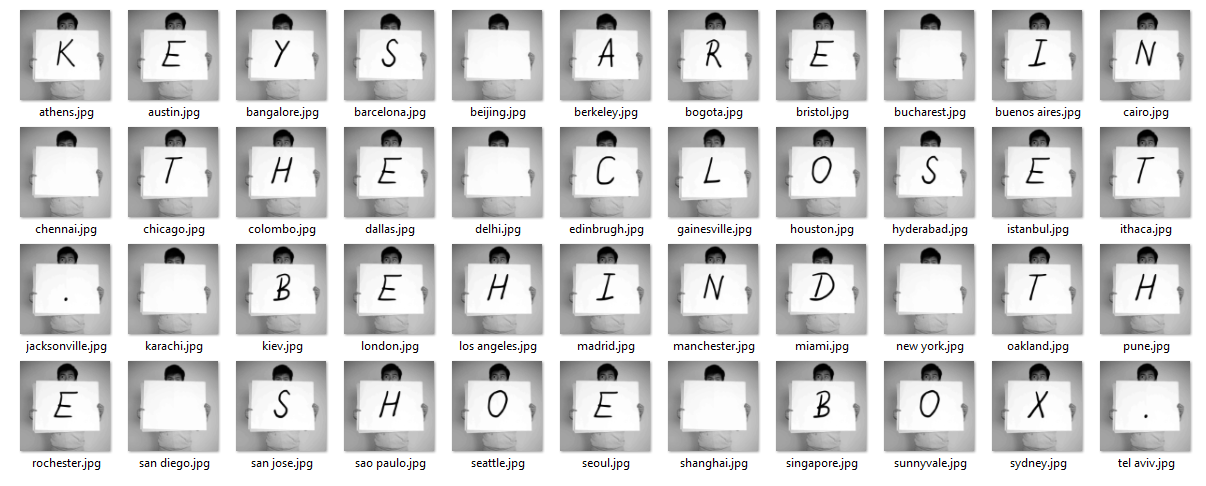 K E Y S A R E I N
athens.jpg austin.jpg bangalore.jpg barcelona.jpg beijing.jpg berkeley.jpg bogota.jpg bristol.jpg bucharest.jpg buenos aires.jpg cairo.jpg
T H E C L O S E T
chennai.jpg chicago.jpg colombo.jpg dallas.jpg delhi.jpg edinbrugh.jpg gainesville.jpg houston.jpg hyderabad.jpg istanbul.jpg ithaca.jpg
. B E H I N D T H
jacksonville.jpg karachi.jpg kiev.jpg london.jpg los angeles.jpg madrid.jpg manchester.jpg miami.jpg new york.jpg oakland.jpg pune.jpg
E S H O E B O X .
rochester.jpg san diego.jpg san jose.jpg sao paulo.jpg seattle.jpg seoul.jpg shanghai.jpg singapore.jpg sunnyvale.jpg sydney.jpg tel aviv.jpg